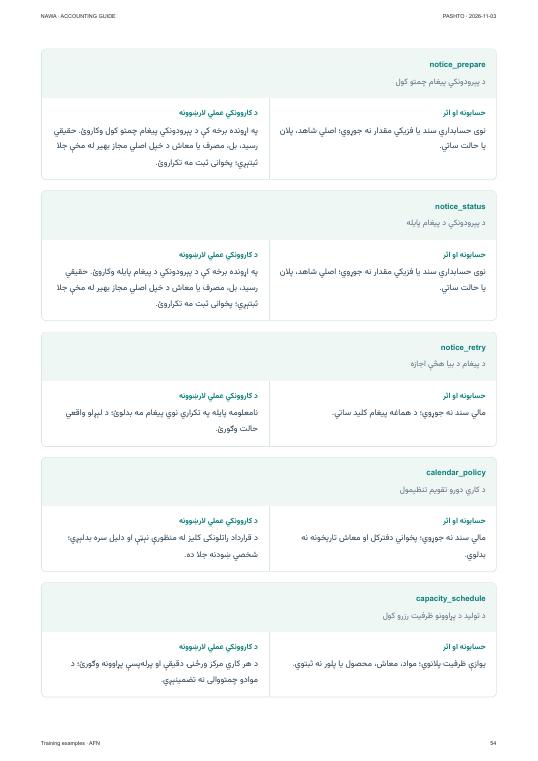 NAWA · ACCOUNTING GUIDE
PASHTO · 2026-11-03
notice_prepare
د پېرودونکي پیغام چمتو کول
حسابونه او اثر
نوی حسابداري سند یا فزیکي مقدار نه جوړوي؛ اصلي شاهد، پلان
یا حالت ساتي.
د کاروونکي عملي لارښوونه
په اړونده برخه کې د پېرودونکي پیغام چمتو کول وکاروئ. حقیقي
رسید، بل، مصرف یا معاش د خپل اصلي مجاز بهیر له مخې جلا
ثبتېږي؛ پخوانی ثبت مه تکراروئ.
notice_status
د پېرودونکي د پیغام پایله
حسابونه او اثر
نوی حسابداري سند یا فزیکي مقدار نه جوړوي؛ اصلي شاهد، پلان
یا حالت ساتي.
د کاروونکي عملي لارښوونه
په اړونده برخه کې د پېرودونکي د پیغام پایله وکاروئ. حقیقي
رسید، بل، مصرف یا معاش د خپل اصلي مجاز بهیر له مخې جلا
ثبتېږي؛ پخوانی ثبت مه تکراروئ.
notice_retry
د پیغام د بیا هڅې اجازه
حسابونه او اثر
مالي سند نه جوړوي؛ د هماغه پیغام کلید ساتي.
د کاروونکي عملي لارښوونه
نامعلومه پایله په تکراري نوي پیغام مه بدلوئ؛ د لېږلو واقعي
حالت وګورئ.
calendar_policy
د کاري دورو تقویم تنظیمول
حسابونه او اثر
مالي سند نه جوړوي؛ پخواني دفترکل او معاش تاریخونه نه
بدلوي.
د کاروونکي عملي لارښوونه
د قرارداد راتلونکی کلیز له منظورې نېټې او دلیل سره بدلېږي؛
شخصي ښودنه جلا ده.
capacity_schedule
د تولید د پړاوونو ظرفیت رزرو کول
حسابونه او اثر
یوازې ظرفیت پلانوي؛ مواد، معاش، محصول یا پلور نه ثبتوي.
د کاروونکي عملي لارښوونه
د هر کاري مرکز ورځنی دقیقې او پرله‌پسې پړاوونه وګورئ؛ د
موادو چمتووالی نه تضمینېږي.
Training examples · AFN
54